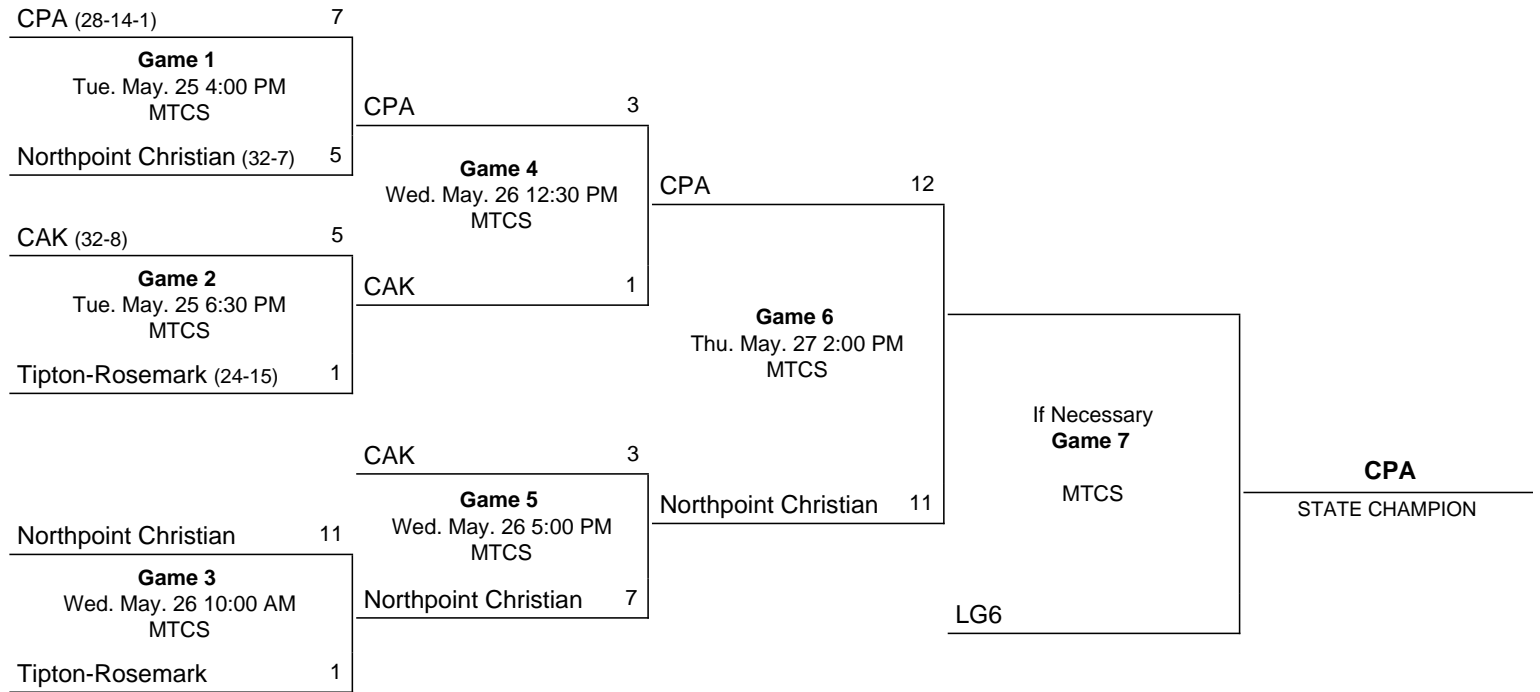 CPA (28-14-1) 7
Game 1
Tue. May. 25 4:00 PM
MTCS
Northpoint Christian (32-7) 5
CAK (32-8) 5
Game 2
Tue. May. 25 6:30 PM
MTCS
Tipton-Rosemark (24-15) 1
Northpoint Christian 11
Game 3
Wed. May. 26 10:00 AM
MTCS
Tipton-Rosemark 1
CPA 3
Game 4
Wed. May. 26 12:30 PM
MTCS
CAK 1
CAK 3
Game 5
Wed. May. 26 5:00 PM
MTCS
Northpoint Christian 7
CPA 12
Game 6
Thu. May. 27 2:00 PM
MTCS
Northpoint Christian 11
If Necessary
Game 7
MTCS
LG6
CPA
STATE CHAMPION